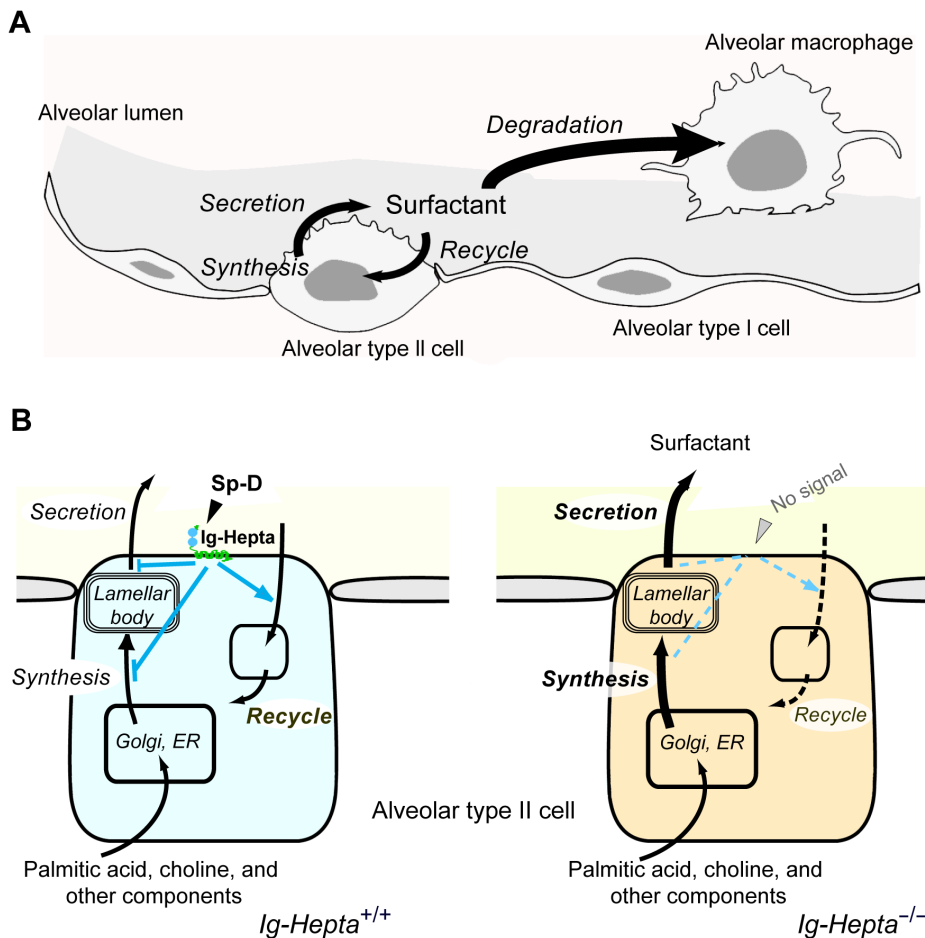 A
Alveolar macrophage
Alveolar lumen
Degradation
Secretion
Surfactant
Synthesis
Recycle
Alveolar type I cell
Alveolar type II cell
B
Sp-D
Secretion
Ig-Hepta
Lamellar
body
Synthesis
Recycle
Golgi, ER
Palmitic acid, choline, and
other components
Ig-Hepta+/+
Alveolar type II cell
Surfactant
No signal
Secretion
Lamellar
body
Synthesis
Recycle
Golgi, ER
Palmitic acid, choline, and
other components
Ig-Hepta−/−